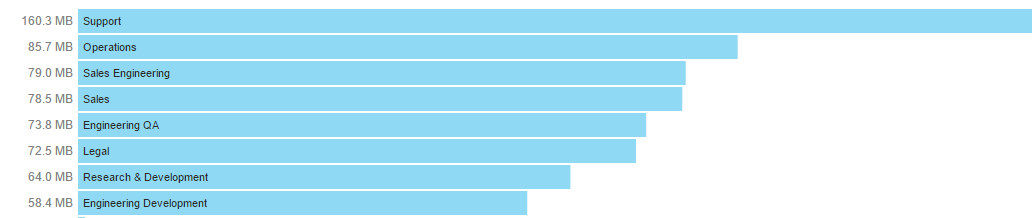 160.3 MB Support
85.7 MB Operations
79.0 MB Sales Engineering
78.5 MB Sales
73.8 MB Engineering QA
72.5 MB Legal
64.0 MB Research & Development
58.4 MB Engineering Development